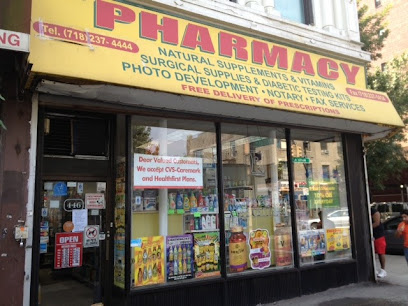 PHARMACY
Tel. (718) 237- 4444
NATURAL SUPPLEMENTS & VITAMINS
SURGICAL SUPPLIES & DIABETIC TESTING KITS
PHOTO DEVELOPMENT · NOTARY · FAX SERVICES
FREE DELIVERY OF PRESCRIPTIONS
NG
Dear Valued Customers,
We accept CVS-Caremark
and Healthfirst Plans.
446
OPEN